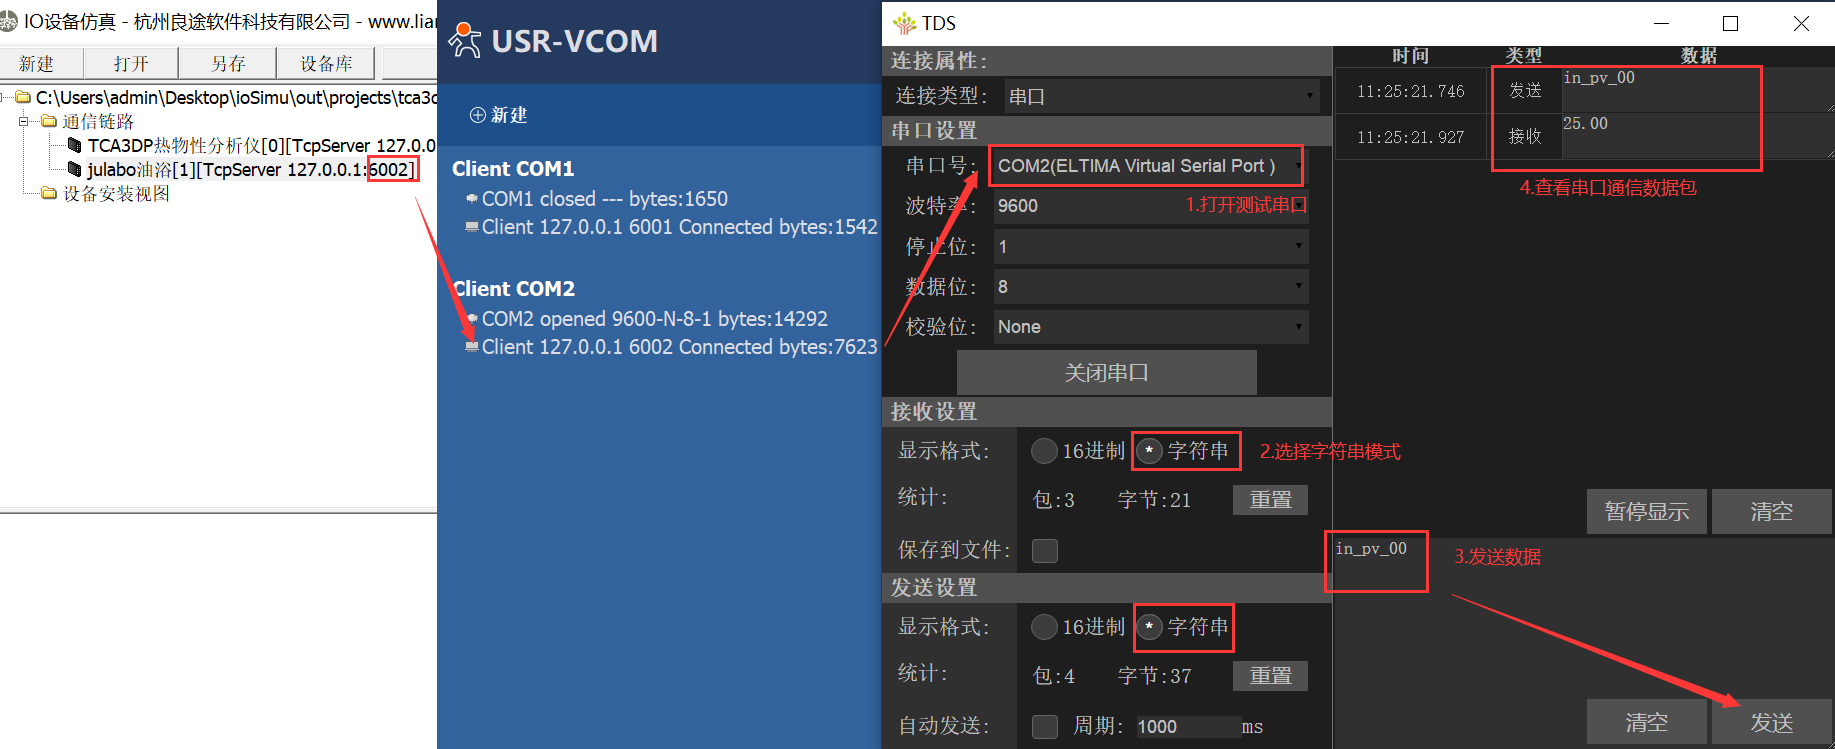 IO设备仿真 - 杭州良途软件科技有限公司 - www.lian
新建
打开
另存
设备库
C:\Users\admin\Desktop\ioSimu\out\projects\tca3d
通信链路
TCA3DP热物性分析仪[0][TcpServer 127.0.0
julabo油浴[1][TcpServer 127.0.0.1:6002]
设备安装视图
USR-VCOM
新建
Client COM1
COM1 closed --- bytes:1650
Client 127.0.0.1 6001 Connected bytes:1542
Client COM2
COM2 opened 9600-N-8-1 bytes:14292
Client 127.0.0.1 6002 Connected bytes:7623
TDS
连接属性:
连接类型: 串口
串口设置
串口号: COM2(ELTIMA Virtual Serial Port )
波特率: 9600
1.打开测试串口
停止位: 1
数据位: 8
校验位: None
关闭串口
接收设置
显示格式: 16进制 * 字符串
2.选择字符串模式
统计: 包:3 字节:21 重置
保存到文件:
发送设置
显示格式: 16进制 * 字符串
统计: 包:4 字节:37 重置
自动发送: 周期: 1000 ms
时间 类型 数据
11:25:21.746 发送 in_pv_00
11:25:21.927 接收 25.00
4.查看串口通信数据包
暂停显示 清空
in_pv_00
3.发送数据
清空 发送